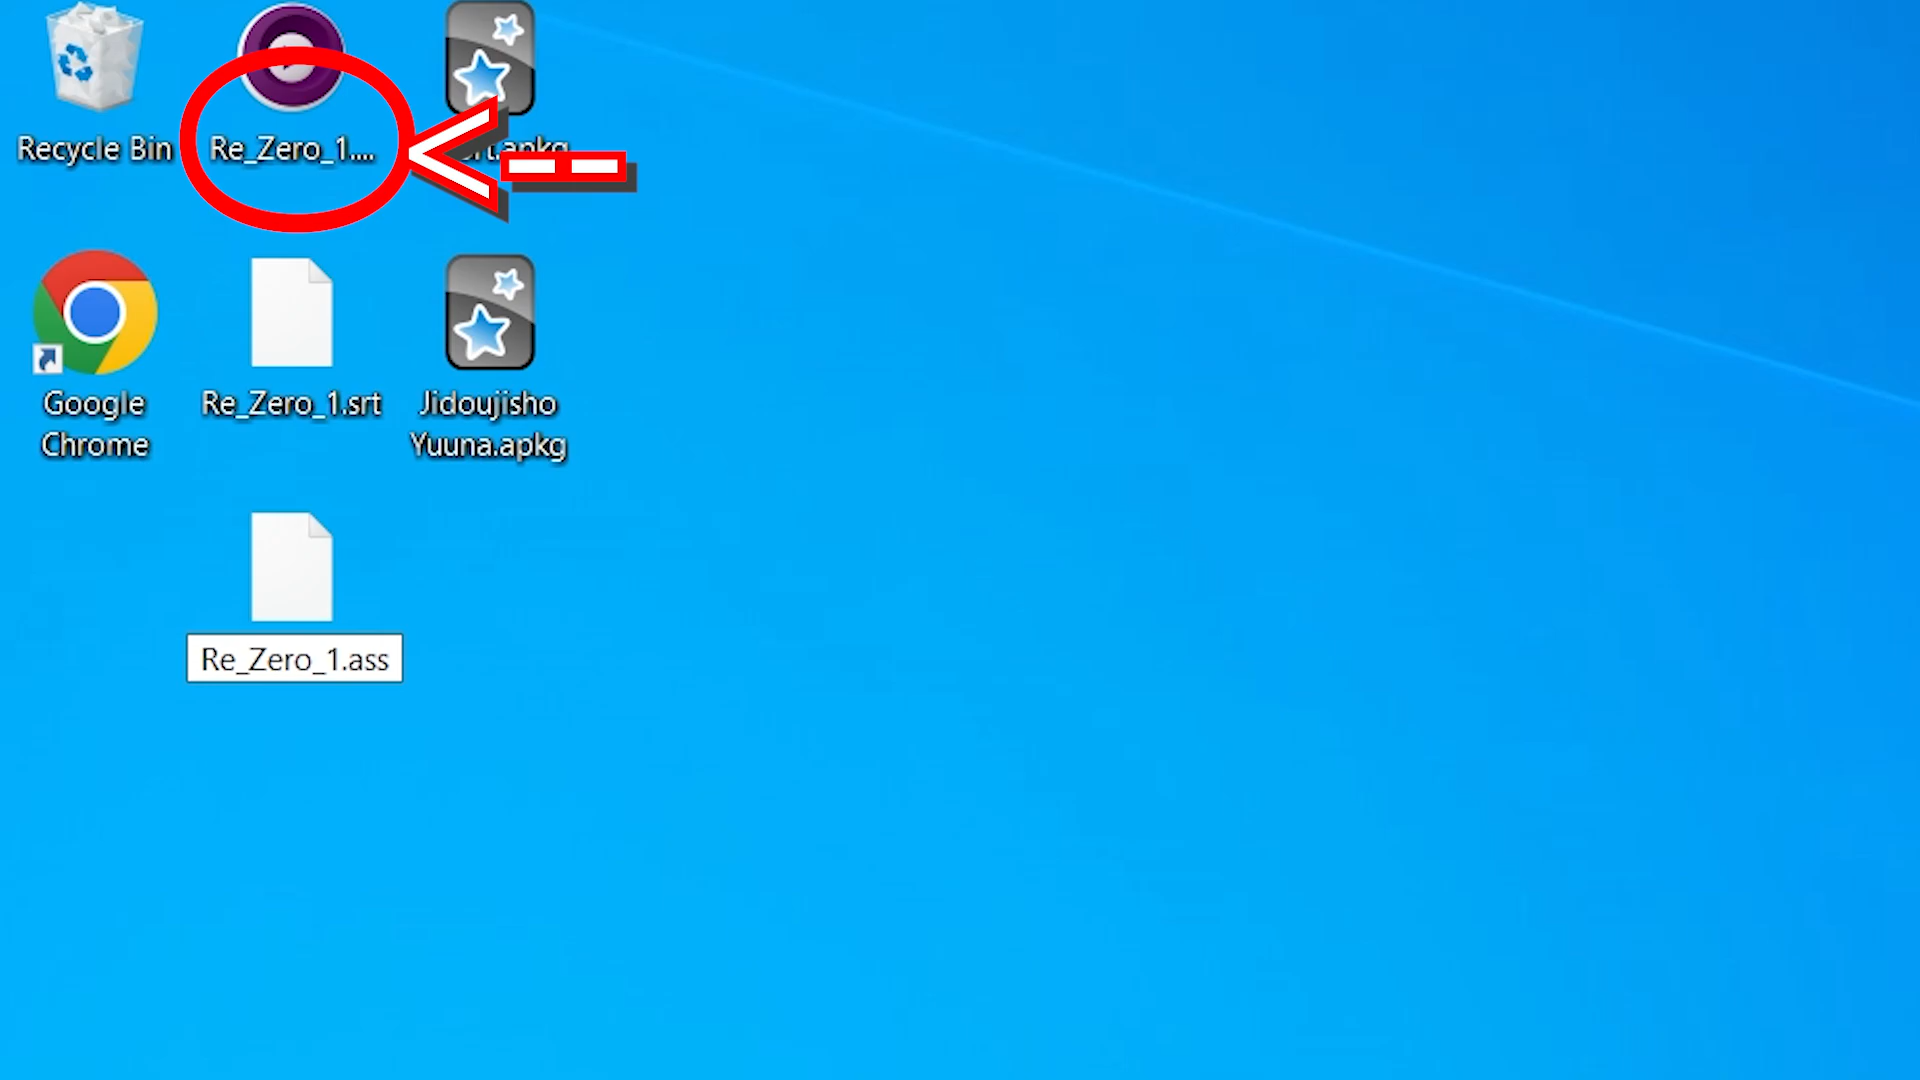 Recycle Bin
Re_Zero_1....
Google
Chrome
Re_Zero_1.srt
Jidoujisho
Yuuna.apkg
Re_Zero_1.ass